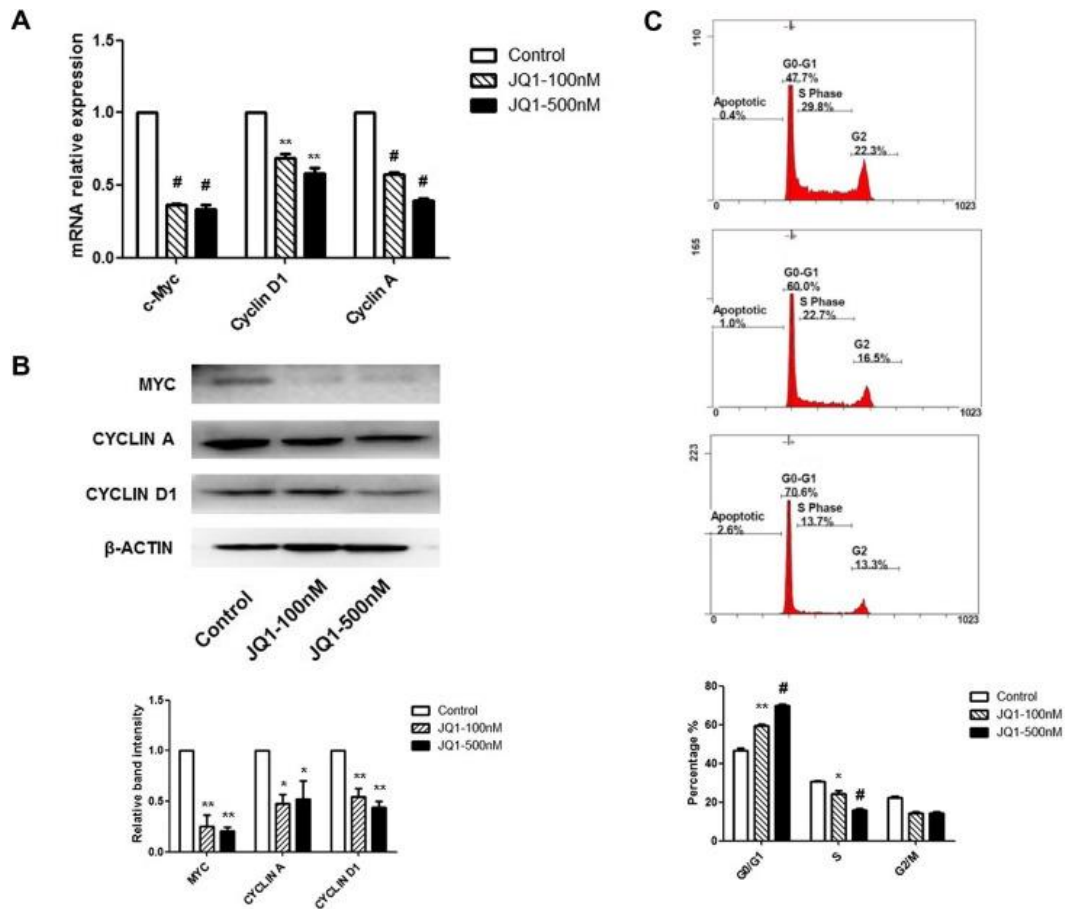 A
mRNA relative expression
1.5
1.0
0.5
0.0
**
**
#
#
#
#
c-Myc
Cyclin D1
Cyclin A
Control
JQ1-100nM
JQ1-500nM
B
MYC
CYCLIN A
CYCLIN D1
β-ACTIN
Control
JQ1-100nM
JQ1-500nM
Relative band intensity
1.5
1.0
0.5
0.0
**
**
*
*
**
**
MYC
CYCLIN A
CYCLIN D1
Control
JQ1-100nM
JQ1-500nM
C
110
G0-G1
47.7%
Apoptotic
0.4%
S Phase
29.8%
G2
22.3%
0
1023
165
G0-G1
60.0%
Apoptotic
1.0%
S Phase
22.7%
G2
16.5%
0
1023
223
G0-G1
70.6%
Apoptotic
2.6%
S Phase
13.7%
G2
13.3%
0
1023
Percentage %
80
60
40
20
0
**
#
*
#
G0/G1
S
G2/M
Control
JQ1-100nM
JQ1-500nM